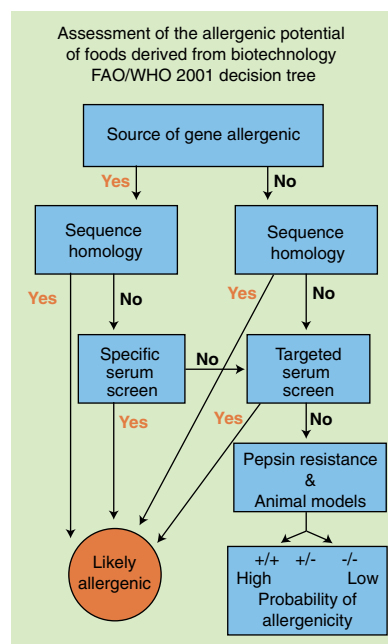 Assessment of the allergenic potential
of foods derived from biotechnology
FAO/WHO 2001 decision tree
Source of gene allergenic
Yes
No
Sequence
homology
Sequence
homology
Yes
No
Yes
No
Specific
serum
screen
No
Targeted
serum
screen
Yes
Yes
No
Pepsin resistance
&
Animal models
Likely
allergenic
+/+ +/- -/-
High Low
Probability of
allergenicity